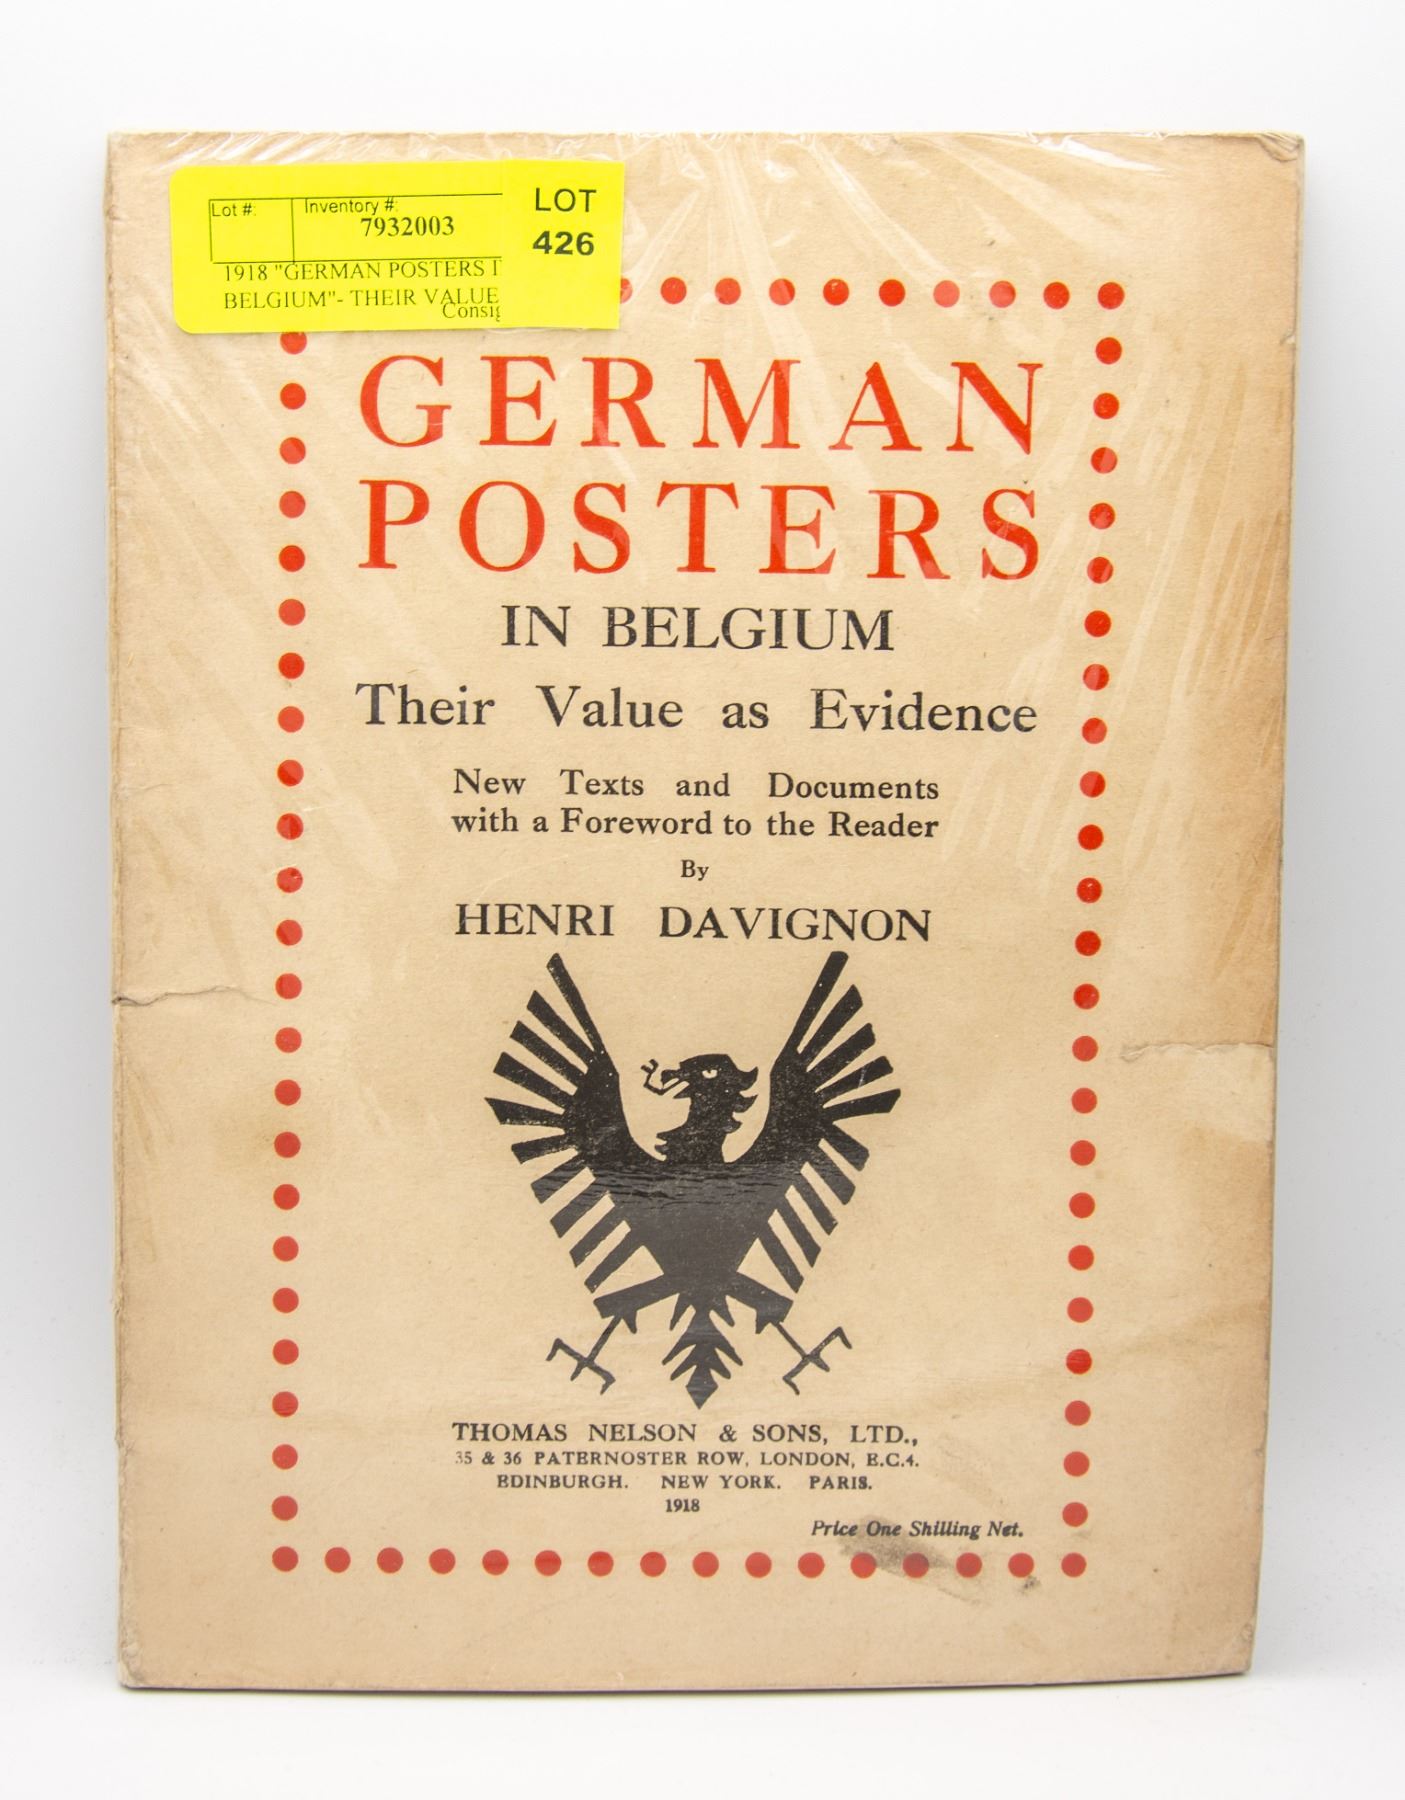 Lot #:
Inventory #:
7932003
LOT
426
1918 "GERMAN POSTERS
BELGIUM"- THEIR VALUE
GERMAN
POSTERS
IN BELGIUM
Their Value as Evidence
New Texts and Documents
with a Foreword to the Reader
By
HENRI DAVIGNON
THOMAS NELSON & SONS, LTD.,
35 & 36 PATERNOSTER ROW, LONDON, E.C.4.
EDINBURGH. NEW YORK. PARIS.
1918
Price One Shilling Net.